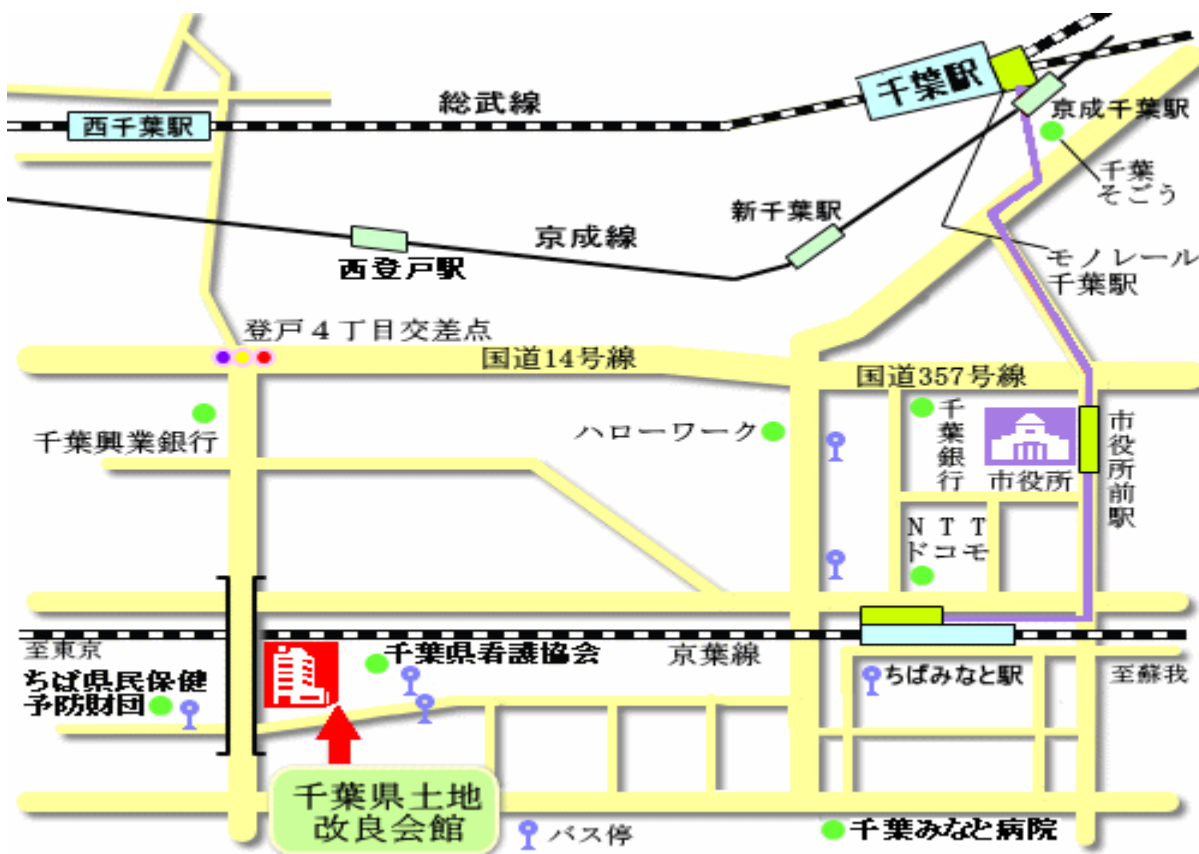 千葉駅
総武線
西千葉駅
京成千葉駅
千葉
そごう
新千葉駅
京成線
西登戸駅
モノレール
千葉駅
登戸４丁目交差点
国道14号線
国道357号線
千葉興業銀行
ハローワーク
千葉銀行
市役所
市役所前駅
ＮＴＴ
ドコモ
至東京
千葉県看護協会
京葉線
ちばみなと駅
至蘇我
ちば県民保健
予防財団
千葉県土地
改良会館
バス停
千葉みなと病院